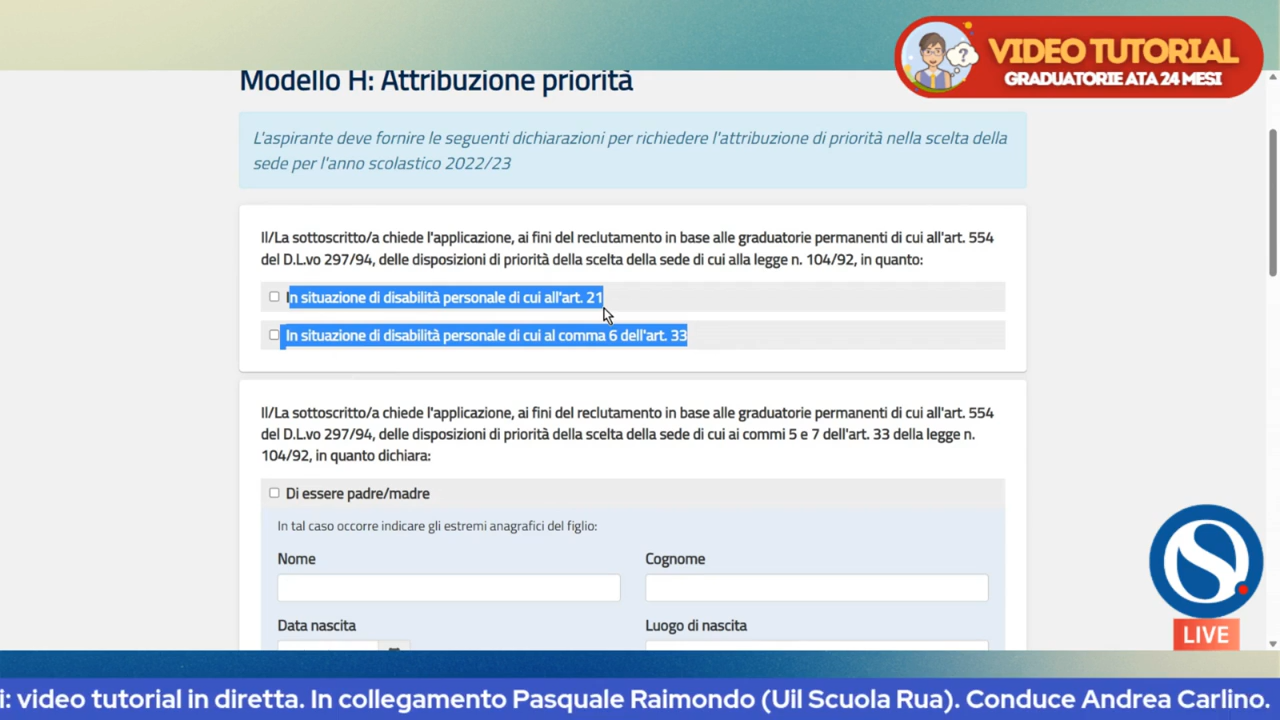 VIDEO TUTORIAL
GRADUATORIE ATA 24 MESI
Modello H: Attribuzione priorità
L'aspirante deve fornire le seguenti dichiarazioni per richiedere l'attribuzione di priorità nella scelta della
sede per l'anno scolastico 2022/23
Il/La sottoscritto/a chiede l'applicazione, ai fini del reclutamento in base alle graduatorie permanenti di cui all'art. 554
del D.L.vo 297/94, delle disposizioni di priorità della scelta della sede di cui alla legge n. 104/92, in quanto:
In situazione di disabilità personale di cui all'art. 21
In situazione di disabilità personale di cui al comma 6 dell'art. 33
Il/La sottoscritto/a chiede l'applicazione, ai fini del reclutamento in base alle graduatorie permanenti di cui all'art. 554
del D.L.vo 297/94, delle disposizioni di priorità della scelta della sede di cui ai commi 5 e 7 dell'art. 33 della legge n.
104/92, in quanto dichiara:
Di essere padre/madre
In tal caso occorre indicare gli estremi anagrafici del figlio:
Nome
Cognome
Data nascita
Luogo di nascita
LIVE
i: video tutorial in diretta. In collegamento Pasquale Raimondo (Uil Scuola Rua). Conduce Andrea Carlino.